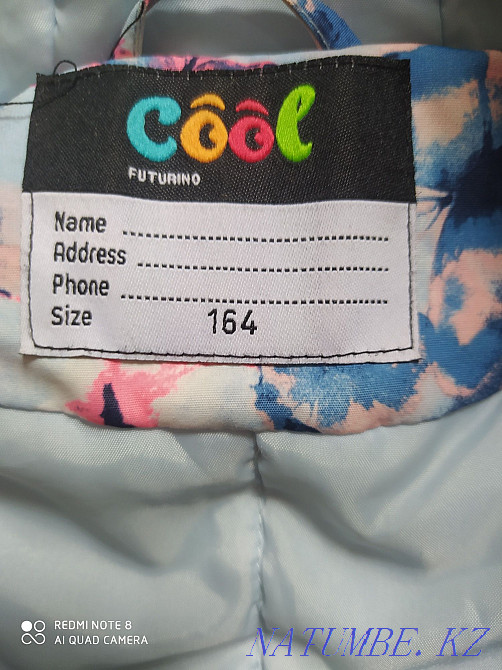 cool
FUTURINO
Name
Address
Phone
Size 164
REDMI NOTE 8
AI QUAD CAMERA
NATUMBE. KZ